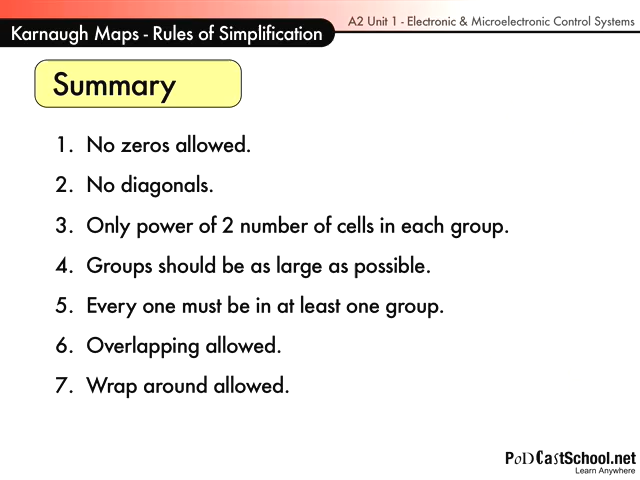 A2 Unit 1 - Electronic & Microelectronic Control Systems
Karnaugh Maps - Rules of Simplification
Summary
1. No zeros allowed.
2. No diagonals.
3. Only power of 2 number of cells in each group.
4. Groups should be as large as possible.
5. Every one must be in at least one group.
6. Overlapping allowed.
7. Wrap around allowed.
PoDCastSchool.net
Learn Anywhere